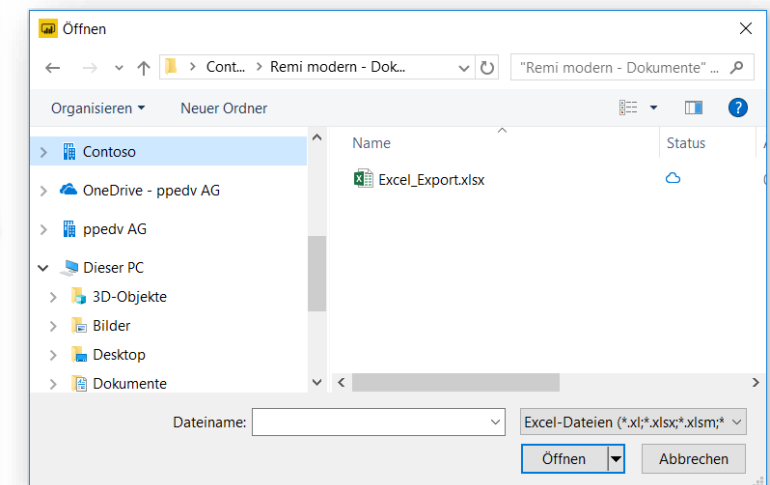 Öffnen
Cont... Remi modern - Dok... "Remi modern - Dokumente" ...
Organisieren Neuer Ordner
Name Status
Contoso
Excel_Export.xlsx
OneDrive - ppedv AG
ppedv AG
Dieser PC
3D-Objekte
Bilder
Desktop
Dokumente
Dateiname: Excel-Dateien (*.xl;*.xlsx;*.xlsm;*
Öffnen Abbrechen